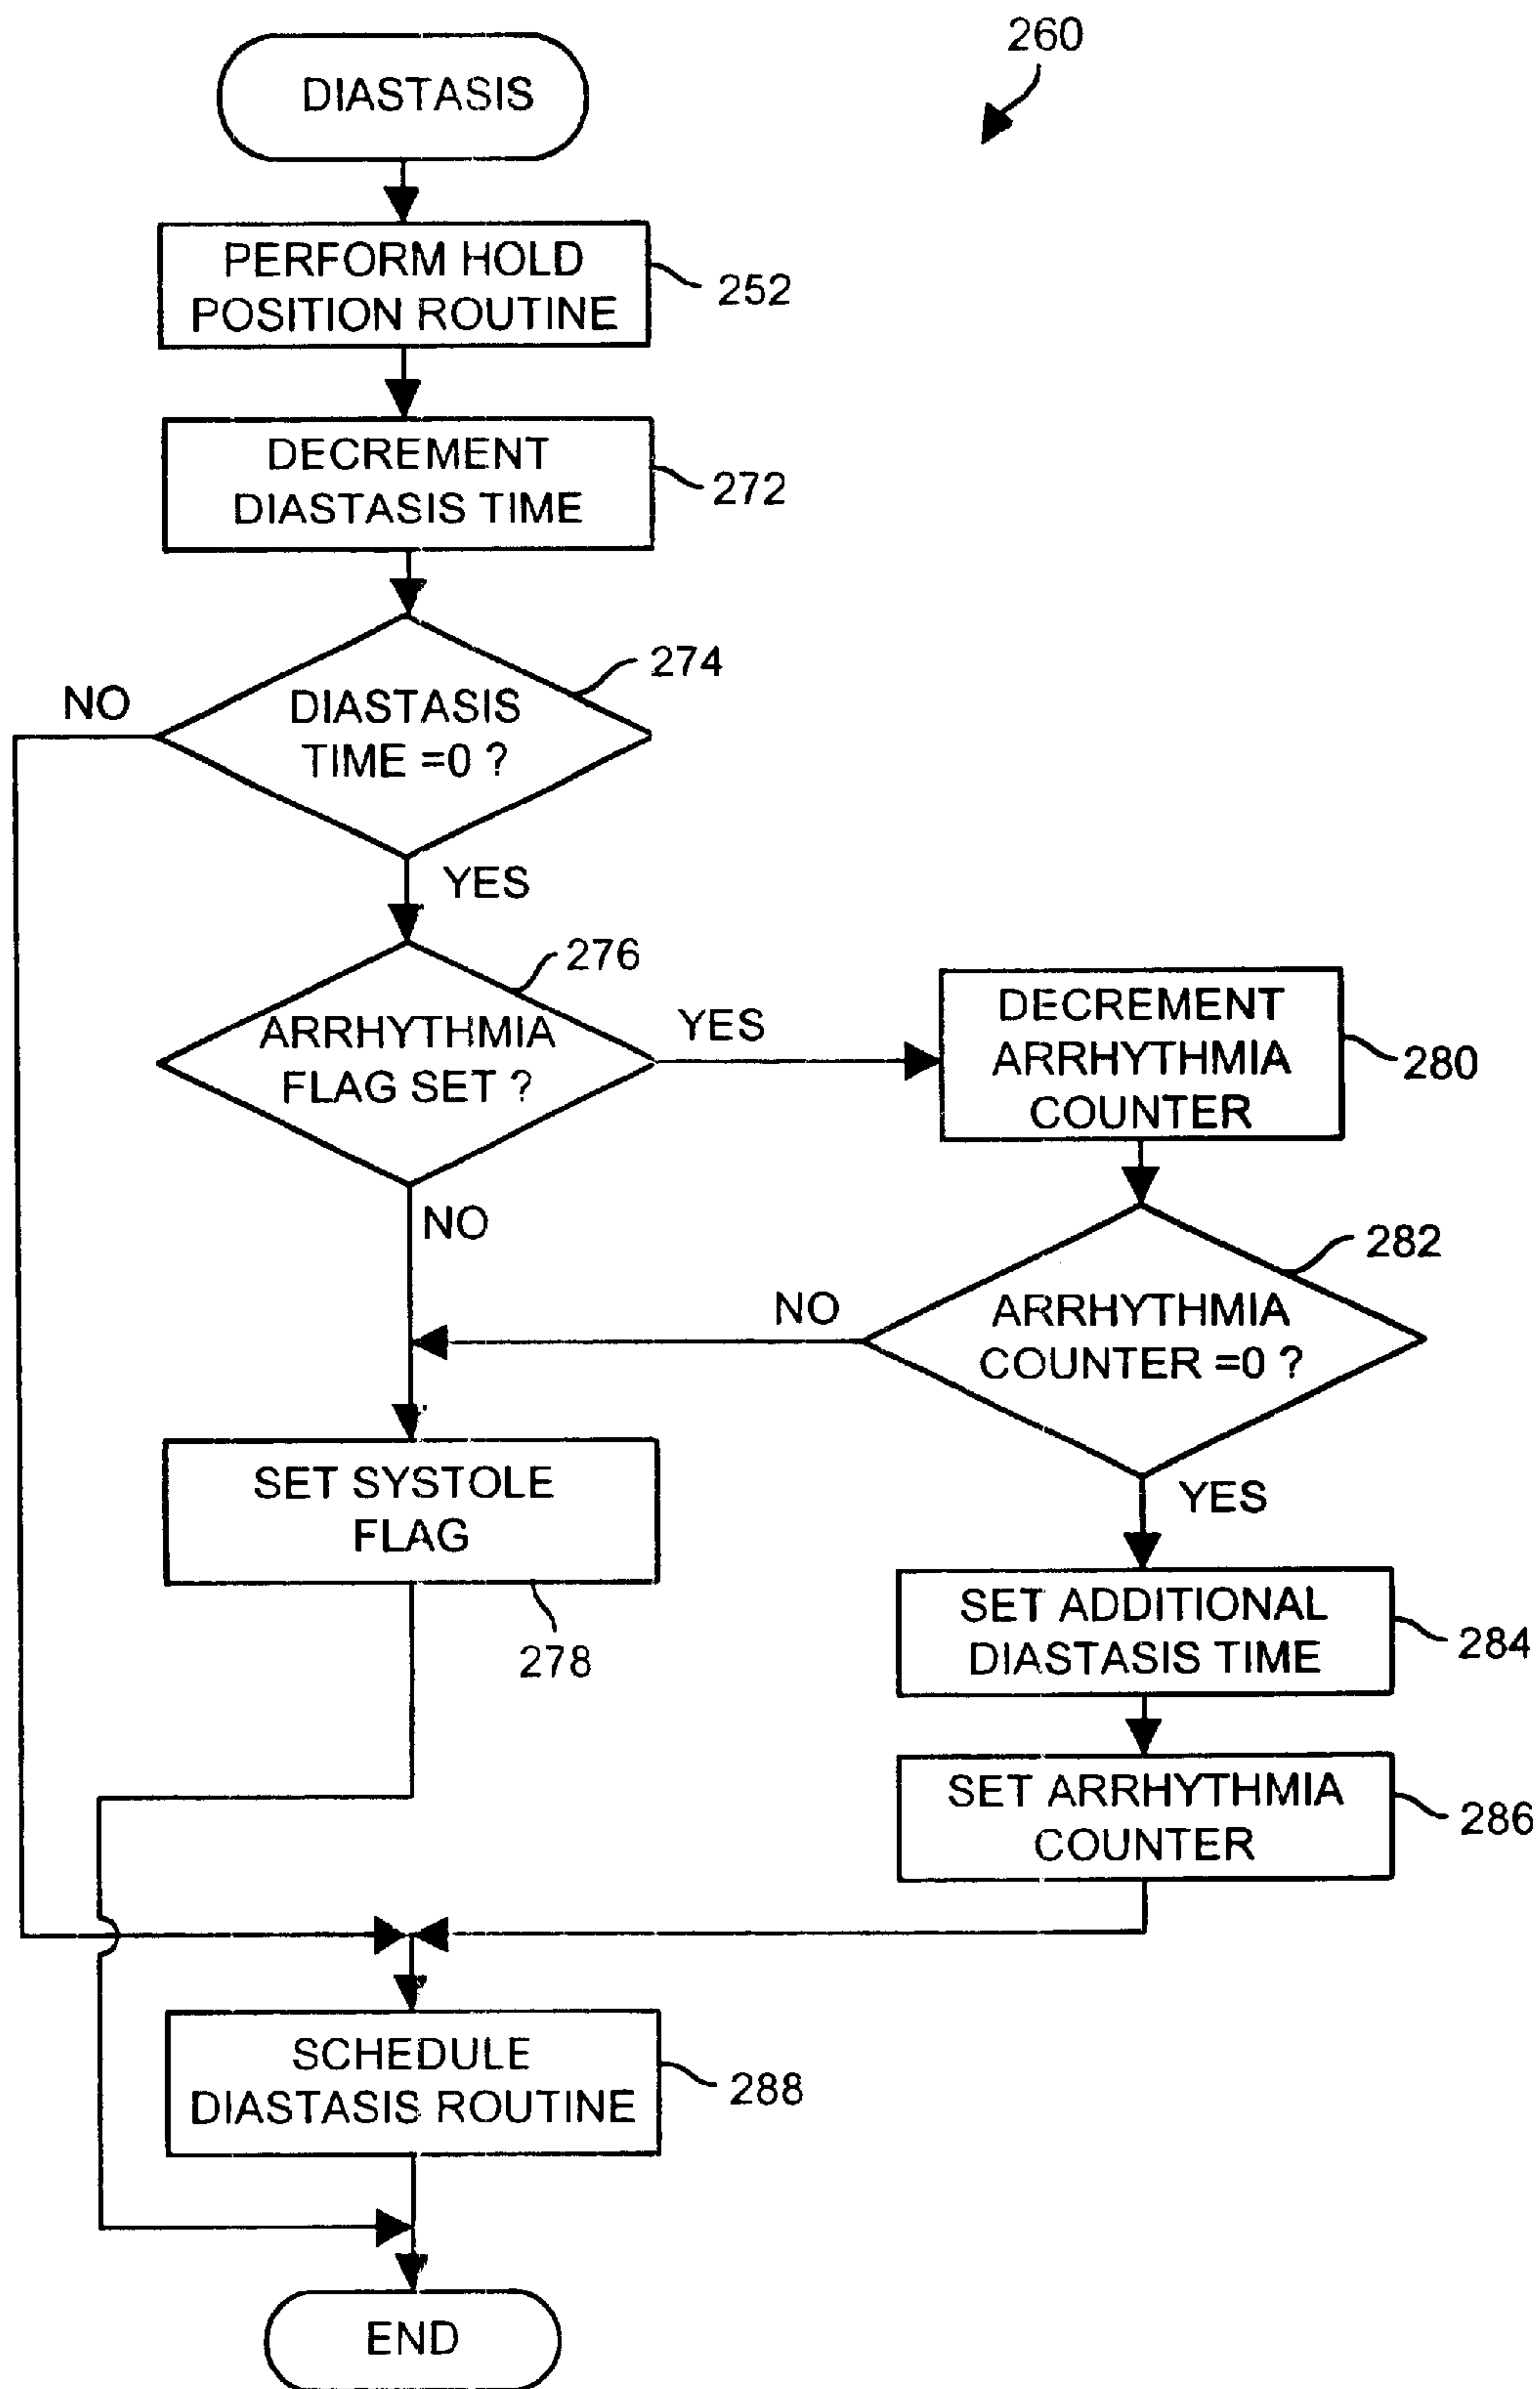 260
DIASTASIS
PERFORM HOLD
POSITION ROUTINE
252
DECREMENT
DIASTASIS TIME
272
274
NO
DIASTASIS
TIME =0 ?
YES
276
ARRHYTHMIA
FLAG SET ?
YES
DECREMENT
ARRHYTHMIA
COUNTER
280
NO
282
NO
ARRHYTHMIA
COUNTER =0 ?
YES
SET SYSTOLE
FLAG
278
SET ADDITIONAL
DIASTASIS TIME
284
SET ARRHYTHMIA
COUNTER
286
SCHEDULE
DIASTASIS ROUTINE
288
END